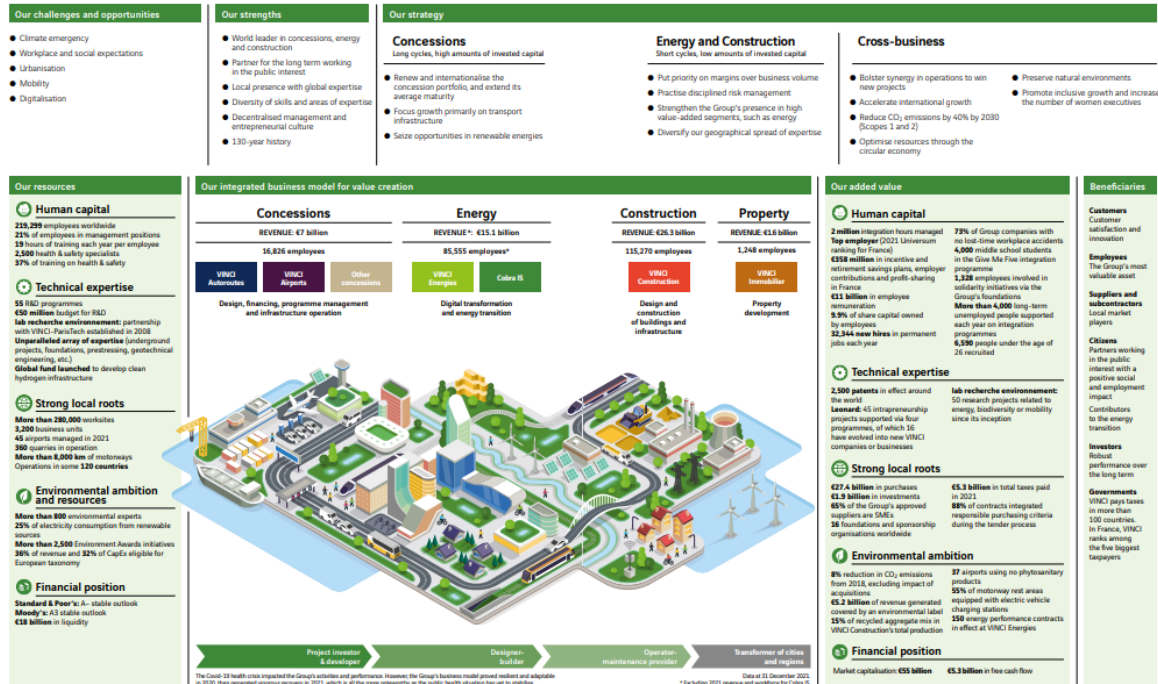 Our challenges and opportunities
Climate emergency
Workplace and social expectations
Urbanisation
Mobility
Digitalisation
Our strengths
World leader in concessions, energy
and construction
Partner for the long term working
in the public interest
Local presence with global expertise
Diversity of skills and areas of expertise
Decentralised management and
entrepreneurial culture
130-year history
Our strategy
Concessions
Long cycles, high amounts of invested capital
Renew and internationalise the
concession portfolio, and extend its
average maturity
Focus growth primarily on transport
infrastructure
Seize opportunities in renewable energies
Energy and Construction
Short cycles, low amounts of invested capital
Put priority on margins over business volume
Practise disciplined risk management
Strengthen the Group's presence in high
value-added segments, such as energy
Diversify our geographical spread of expertise
Cross-business
Bolster synergy in operations to win
new projects
Accelerate international growth
Reduce CO₂ emissions by 40% by 2030
(Scopes 1 and 2)
Optimise resources through the
circular economy
Preserve natural environments
Promote inclusive growth and increase
the number of women executives
Our resources
Human capital
219,299 employees worldwide
21% of employees in management positions
19 hours of training each year per employee
2,500 health & safety specialists
37% of training on health & safety
Technical expertise
55 R&D programmes
€50 million budget for R&D
lab recherche environnement: partnership
with VINCI-ParisTech established in 2008
Unparalleled array of expertise (underground
projects, foundations, prestressing, geotechnical
engineering, etc.)
Global fund launched to develop clean
hydrogen infrastructure
Strong local roots
More than 280,000 worksites
3,200 business units
45 airports managed in 2021
360 quarries in operation
More than 8,000 km of motorways
Operations in some 120 countries
Environmental ambition
and resources
More than 800 environmental experts
25% of electricity consumption from renewable
sources
More than 2,500 Environment Awards initiatives
36% of revenue and 32% of CapEx eligible for
European taxonomy
Financial position
Standard & Poor's: A– stable outlook
Moody's: A3 stable outlook
€18 billion in liquidity
Our integrated business model for value creation
Concessions
REVENUE: €7 billion
16,826 employees
VINCI
Autoroutes
VINCI
Airports
Other
concessions
Design, financing, programme management
and infrastructure operation
Energy
REVENUE*: €15.1 billion
85,555 employees*
VINCI
Energies
Cobra IS
Digital transformation
and energy transition
Construction
REVENUE: €26.3 billion
115,270 employees
VINCI
Construction
Design and
construction
of buildings and
infrastructure
Property
REVENUE: €1.6 billion
1,248 employees
VINCI
Immobilier
Property
development
Project investor
& developer
Designer-
builder
Operator-
maintenance provider
Transformer of cities
and regions
The Covid-19 health crisis impacted the Group's activities and performance. However, the Group's business model proved resilient and adaptable
in 2020, then generated vigorous recovery in 2021, which is all the more noteworthy as the public health situation has yet to stabilise.
Data at 31 December 2021.
* Excluding 2021 revenue and workforce for Cobra IS.
Our added value
Human capital
2 million integration hours managed
Top employer (2021 Universum
ranking for France)
€358 million in incentive and
retirement savings plans, employer
contributions and profit-sharing
in France
€11 billion in employee
remuneration
9.9% of share capital owned
by employees
32,344 new hires in permanent
jobs each year
73% of Group companies with
no lost-time workplace accidents
4,000 middle school students
in the Give Me Five integration
programme
1,328 employees involved in
solidarity initiatives via the
Group's foundations
More than 4,000 long-term
unemployed people supported
each year on integration
programmes
6,590 people under the age of
26 recruited
Technical expertise
2,500 patents in effect around
the world
Leonard: 45 intrapreneurship
projects supported via four
programmes, of which 16
have evolved into new VINCI
companies or businesses
lab recherche environnement:
50 research projects related to
energy, biodiversity or mobility
since its inception
Strong local roots
€27.4 billion in purchases
€1.9 billion in investments
65% of the Group's approved
suppliers are SMEs
16 foundations and sponsorship
organisations worldwide
€5.3 billion in total taxes paid
in 2021
88% of contracts integrated
responsible purchasing criteria
during the tender process
Environmental ambition
8% reduction in CO₂ emissions
from 2018, excluding impact of
acquisitions
€5.2 billion of revenue generated
covered by an environmental label
15% of recycled aggregate mix in
VINCI Construction's total production
37 airports using no phytosanitary
products
55% of motorway rest areas
equipped with electric vehicle
charging stations
150 energy performance contracts
in effect at VINCI Energies
Financial position
Market capitalisation: €55 billion
€5.3 billion in free cash flow
Beneficiaries
Customers
Customer
satisfaction and
innovation
Employees
The Group's most
valuable asset
Suppliers and
subcontractors
Local market
players
Citizens
Partners working
in the public
interest with a
positive social
and employment
impact
Contributors
to the energy
transition
Investors
Robust
performance over
the long term
Governments
VINCI pays taxes
in more than
100 countries.
In France, VINCI
ranks among
the five biggest
taxpayers